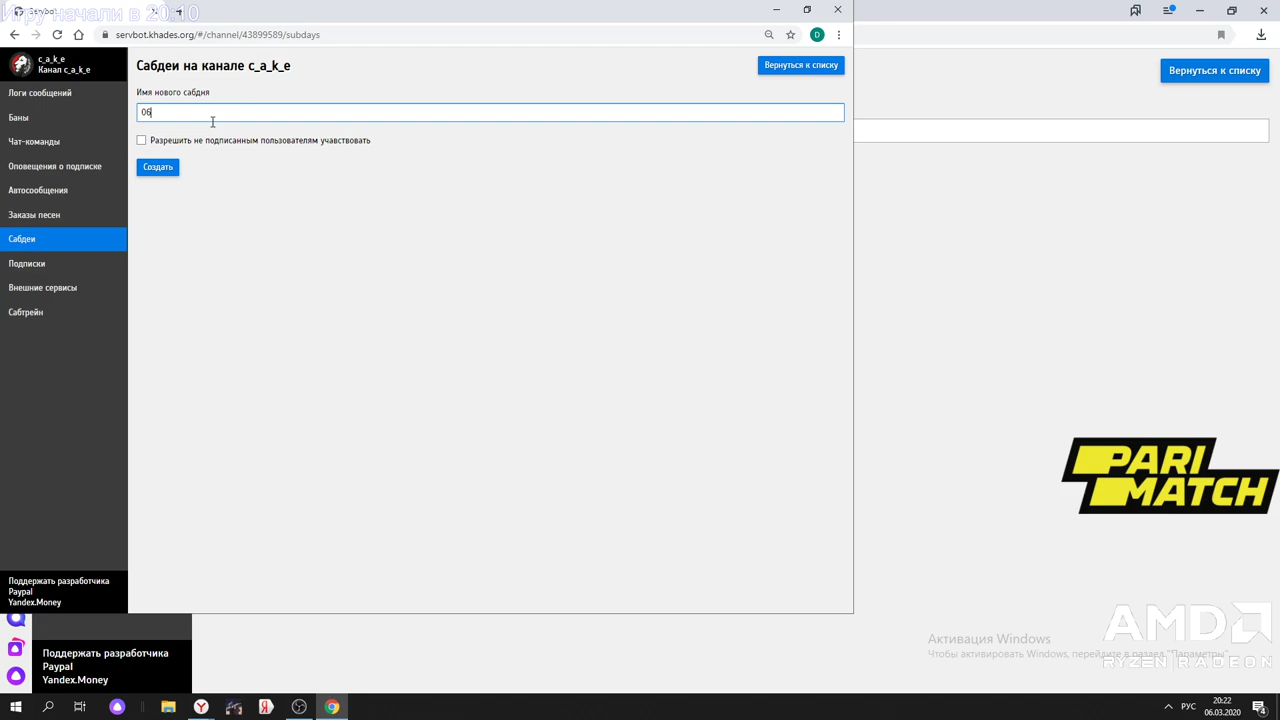 Игру начали в 20:10
servbot.khades.org/#/channel/43899589/subdays
D
c_a_k_e
Канал c_a_k_e
Логи сообщений
Баны
Чат-команды
Оповещения о подписке
Автосообщения
Заказы песен
Сабдеи
Подписки
Внешние сервисы
Сабтрейн
Поддержать разработчика
Paypal
Yandex.Money
Сабдеи на канале c_a_k_e
Вернуться к списку
Имя нового сабдня
06
Разрешить не подписанным пользователям учавствовать
Создать
Вернуться к списку
PARI
MATCH
AMD
RYZEN | RADEON
Активация Windows
Чтобы активировать Windows, перейдите в раздел "Параметры".
Поддержать разработчика
Paypal
Yandex.Money
РУС
20:22
06.03.2020
4